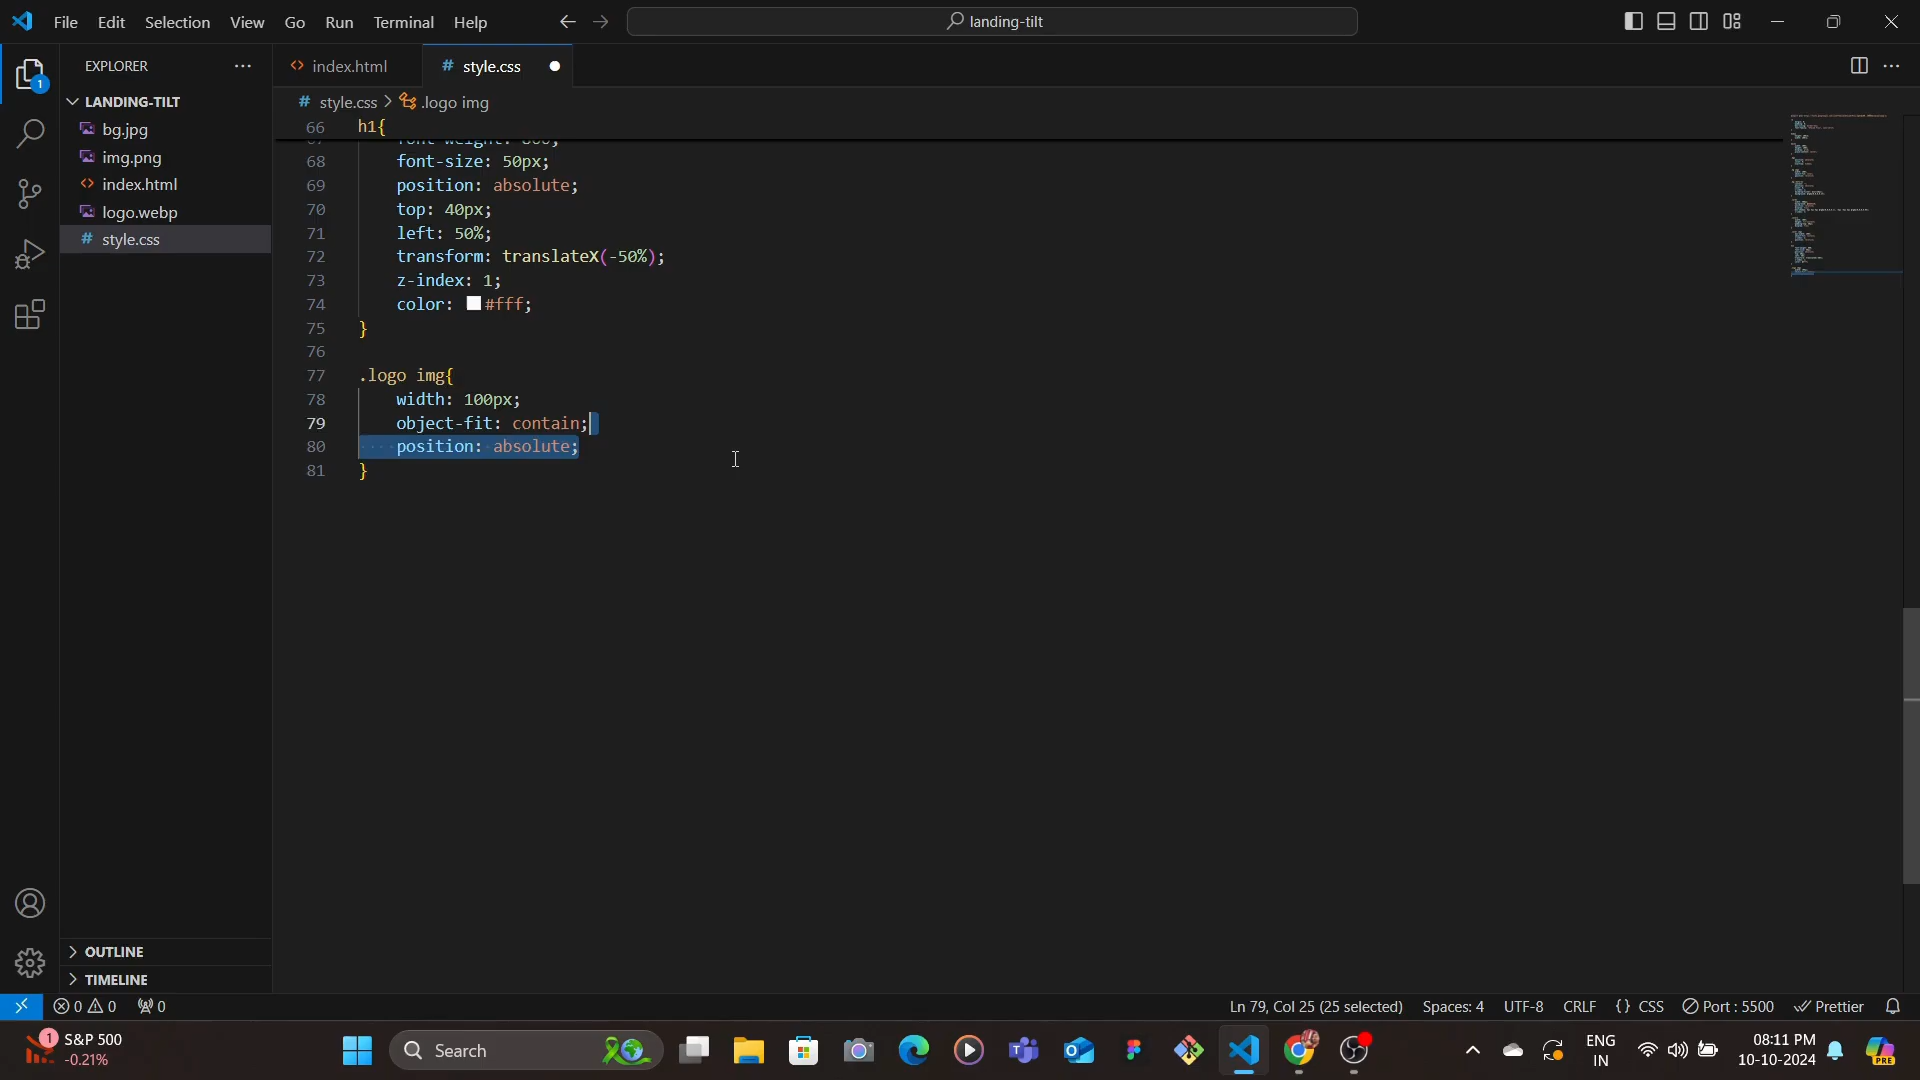 File Edit Selection View Go Run Terminal Help
landing-tilt
EXPLORER
1
LANDING-TILT
bg.jpg
img.png
<> index.html
logo.webp
# style.css
<> index.html
# style.css
# style.css > .logo img
66 h1{
68 font-size: 50px;
69 position: absolute;
70 top: 40px;
71 left: 50%;
72 transform: translateX(-50%);
73 z-index: 1;
74 color: #fff;
75 }
76
77 .logo img{
78 width: 100px;
79 object-fit: contain;
80 position: absolute;
81 }
OUTLINE
TIMELINE
0 0 0
Ln 79, Col 25 (25 selected) Spaces: 4 UTF-8 CRLF {} CSS Port : 5500 Prettier
1
S&P 500
-0.21%
Search
ENG
IN
08:11 PM
10-10-2024
PRE